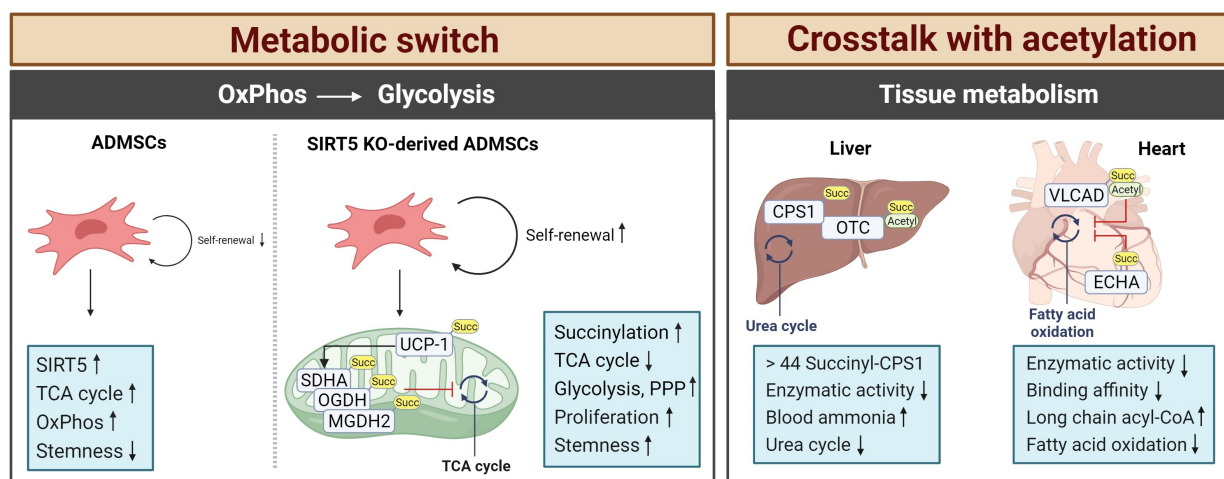 Metabolic switch
OxPhos → Glycolysis
ADMSCs
Self-renewal ↓
SIRT5 ↑
TCA cycle ↑
OxPhos ↑
Stemness ↓
SIRT5 KO-derived ADMSCs
Self-renewal ↑
UCP-1
Succ
SDHA
Succ
OGDH
Succ
MGDH2
Succ
TCA cycle
Succinylation ↑
TCA cycle ↓
Glycolysis, PPP ↑
Proliferation ↑
Stemness ↑
Crosstalk with acetylation
Tissue metabolism
Liver
CPS1
Succ
OTC
Succ
Acetyl
Urea cycle
> 44 Succinyl-CPS1
Enzymatic activity ↓
Blood ammonia ↑
Urea cycle ↓
Heart
VLCAD
Succ
Acetyl
Succ
ECHA
Fatty acid
oxidation
Enzymatic activity ↓
Binding affinity ↓
Long chain acyl-CoA ↑
Fatty acid oxidation ↓